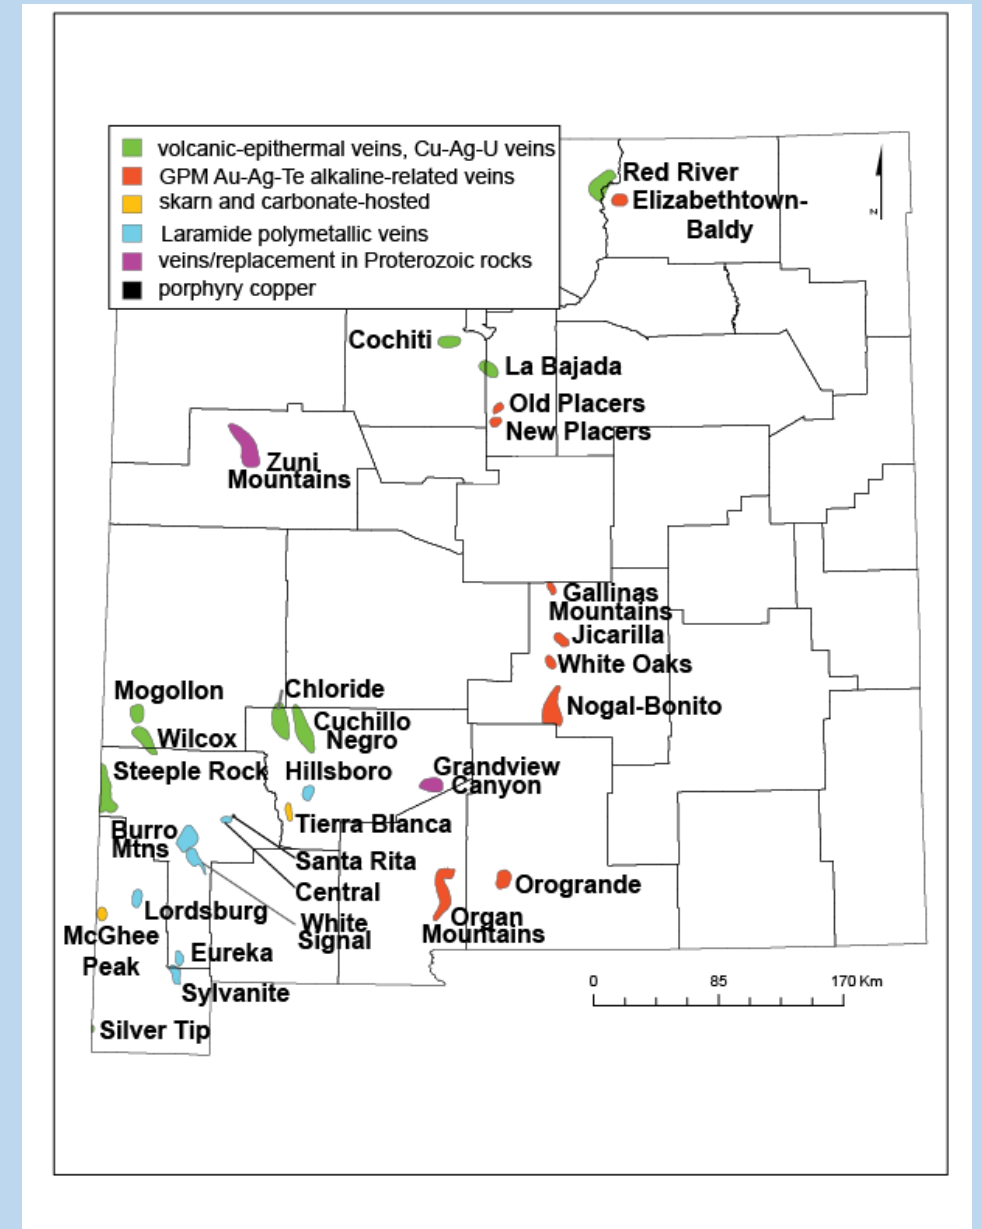 volcanic-epithermal veins, Cu-Ag-U veins
GPM Au-Ag-Te alkaline-related veins
skarn and carbonate-hosted
Laramide polymetallic veins
veins/replacement in Proterozoic rocks
porphyry copper
Red River
Elizabethtown-
Baldy
N
Cochiti
La Bajada
Old Placers
New Placers
Zuni
Mountains
Gallinas
Mountains
Jicarilla
White Oaks
Nogal-Bonito
Mogollon
Chloride
Cuchillo
Negro
Wilcox
Steeple Rock
Hillsboro
Grandview
Canyon
Tierra Blanca
Burro
Mtns
Santa Rita
Central
Orogrande
Lordsburg
White
Signal
Organ
Mountains
McGhee
Peak
Eureka
Sylvanite
Silver Tip
0 85 170 Km